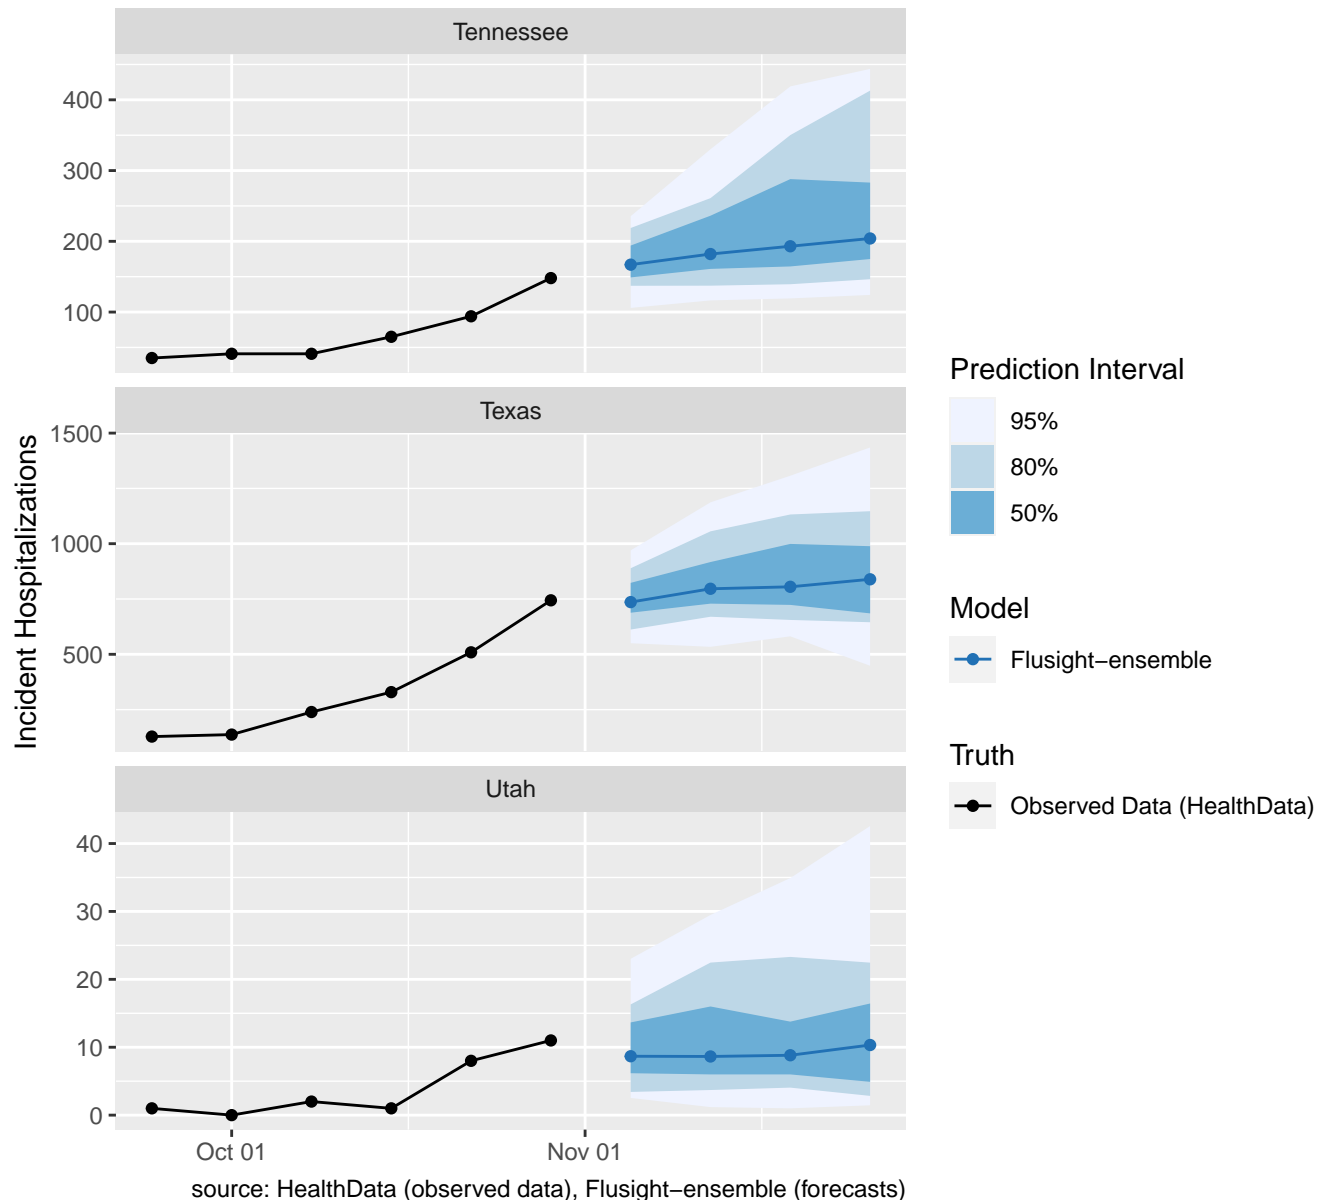 Tennessee
400
300
200
100
Texas
1500
1000
500
Utah
40
30
20
10
0
Oct 01
Nov 01
Incident Hospitalizations
source: HealthData (observed data), Flusight−ensemble (forecasts)
Prediction Interval
95%
80%
50%
Model
Flusight−ensemble
Truth
Observed Data (HealthData)